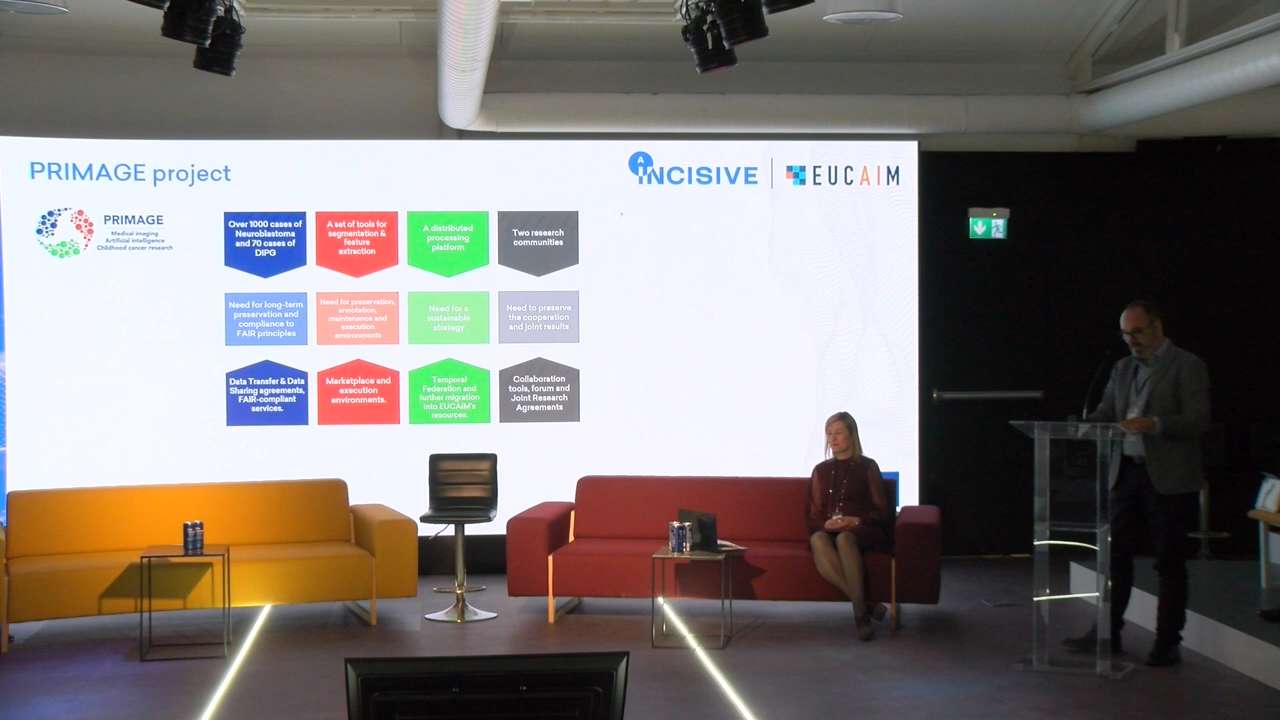 PRIMAGE project
AI
INCISIVE
EUCAIM
PRIMAGE
Medical imaging
Artificial intelligence
Childhood cancer research
Over 1000 cases of
Neuroblastoma
and 70 cases of
DIPG
A set of tools for
segmentation &
feature
extraction
A distributed
processing
platform
Two research
communities
Need for long-term
preservation and
compliance to
FAIR principles
Need for preservation,
annotation,
maintenance and
execution
environments
Need for a
sustainable
strategy
Need to preserve
the cooperation
and joint results
Data Transfer & Data
Sharing agreements,
FAIR-compliant
services.
Marketplace and
execution
environments.
Temporal
Federation and
further migration
into EUCAIM's
resources.
Collaboration
tools, forum and
Joint Research
Agreements